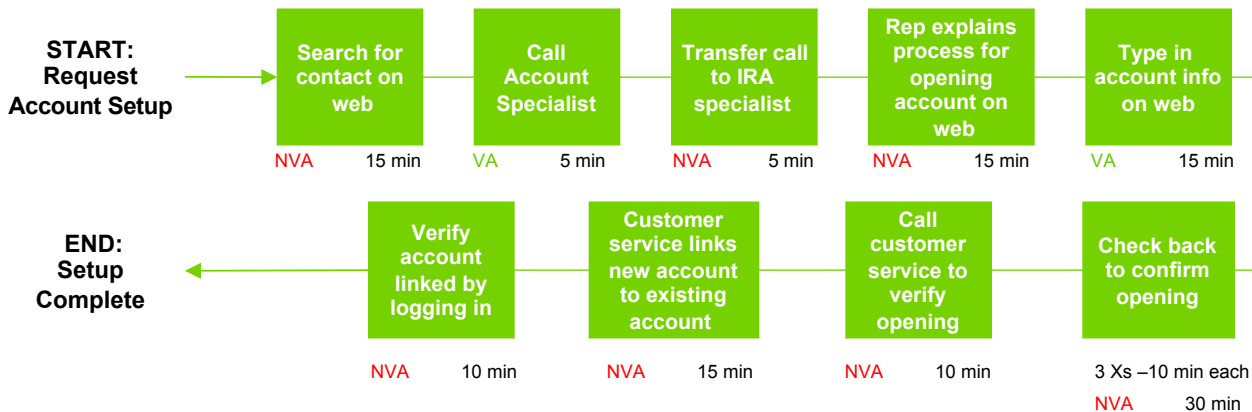 START:
Request
Account Setup
Search for
contact on
web
NVA 15 min
Call
Account
Specialist
VA 5 min
Transfer call
to IRA
specialist
NVA 5 min
Rep explains
process for
opening
account on
web
NVA 15 min
Type in
account info
on web
VA 15 min
END:
Setup
Complete
Verify
account
linked by
logging in
NVA 10 min
Customer
service links
new account
to existing
account
NVA 15 min
Call
customer
service to
verify
opening
NVA 10 min
Check back
to confirm
opening
3 Xs –10 min each
NVA 30 min